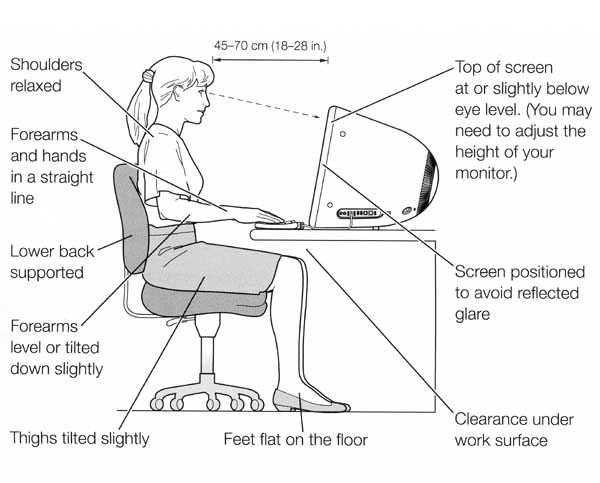 45–70 cm (18–28 in.)
Shoulders
relaxed
Forearms
and hands
in a straight
line
Lower back
supported
Forearms
level or tilted
down slightly
Thighs tilted slightly
Feet flat on the floor
Top of screen
at or slightly below
eye level. (You may
need to adjust the
height of your
monitor.)
Screen positioned
to avoid reflected
glare
Clearance under
work surface